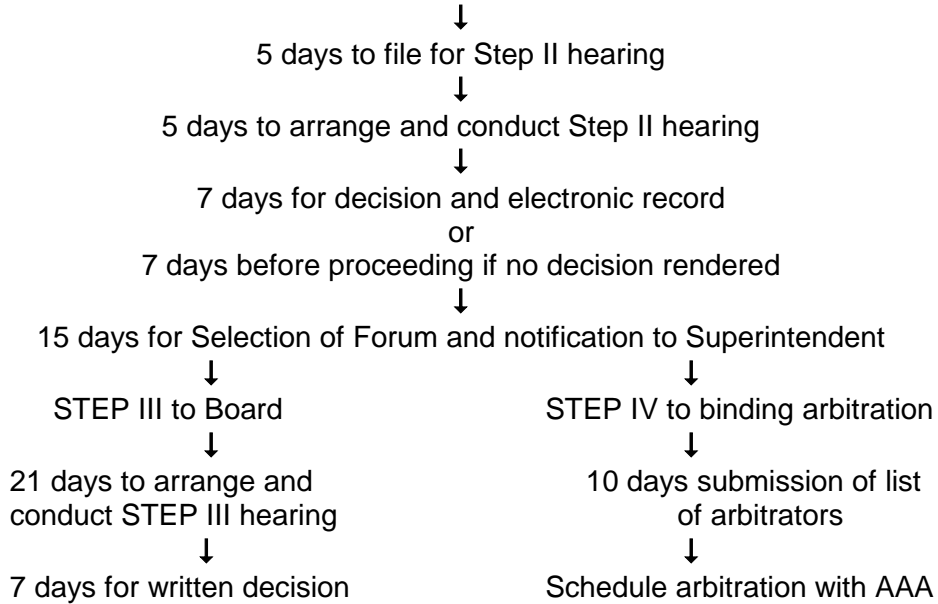 ↓
5 days to file for Step II hearing
↓
5 days to arrange and conduct Step II hearing
↓
7 days for decision and electronic record
or
7 days before proceeding if no decision rendered
↓
15 days for Selection of Forum and notification to Superintendent
↓ ↓
STEP III to Board STEP IV to binding arbitration
↓ ↓
21 days to arrange and 10 days submission of list
conduct STEP III hearing of arbitrators
↓ ↓
7 days for written decision Schedule arbitration with AAA